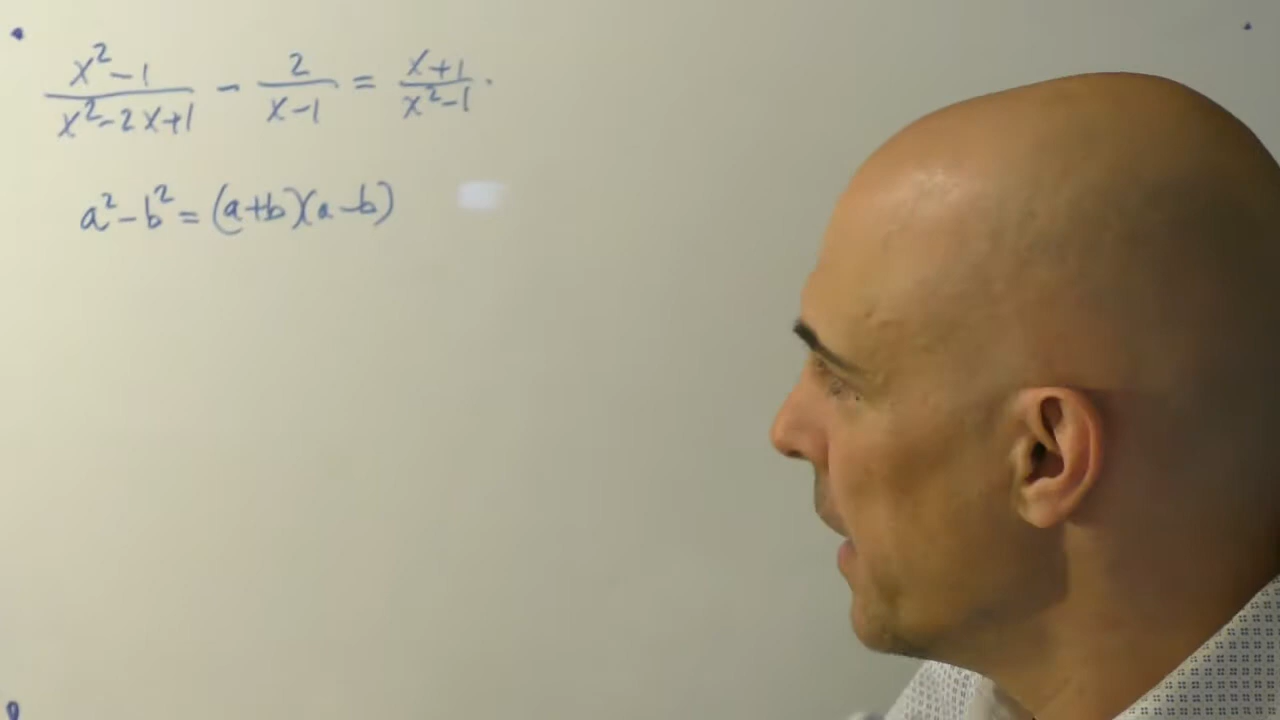 (x²-1)/(x²-2x+1) - 2/(x-1) = (x+1)/(x²-1).
a²-b²=(a+b)(a-b)